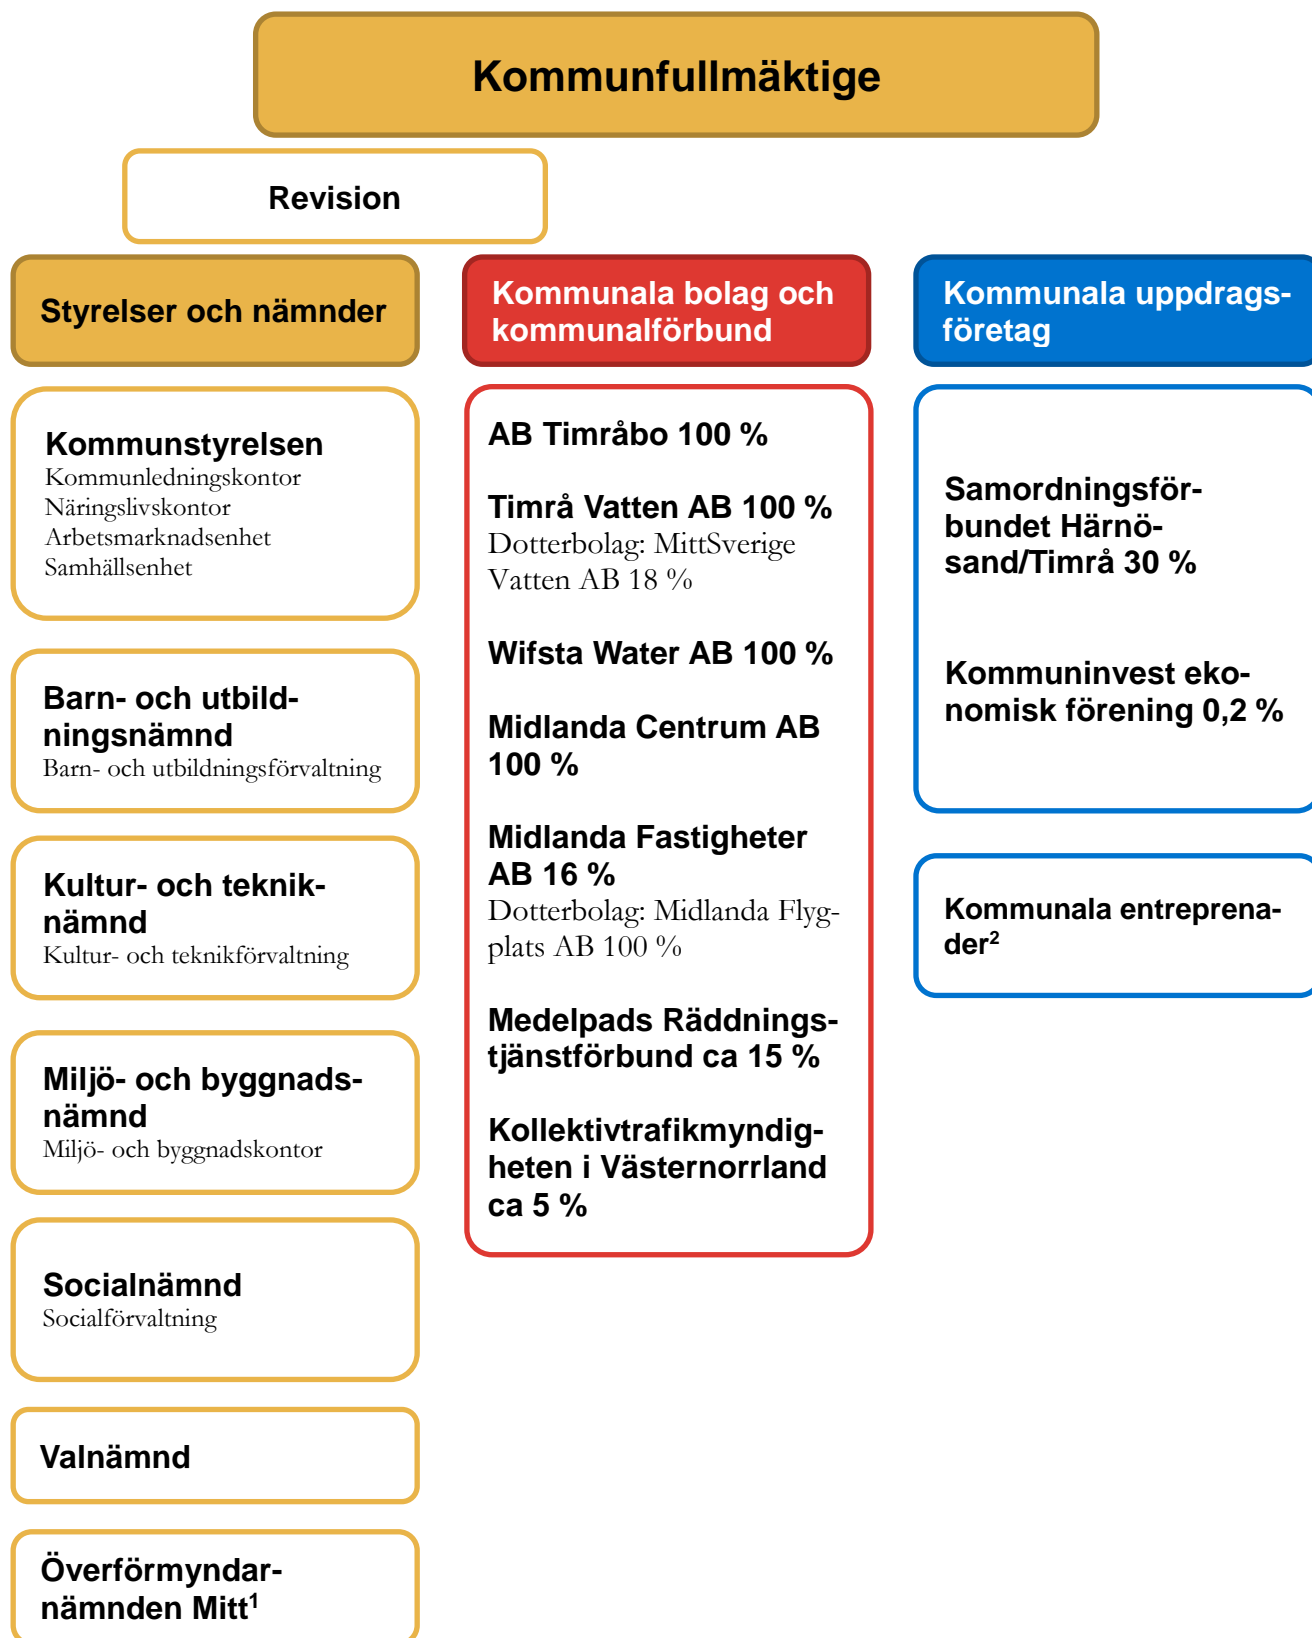 Kommunfullmäktige
Revision
Styrelser och nämnder
Kommunstyrelsen
Kommunledningskontor
Näringslivskontor
Arbetsmarknadsenhet
Samhällsenhet
Barn- och utbild-
ningsnämnd
Barn- och utbildningsförvaltning
Kultur- och teknik-
nämnd
Kultur- och teknikförvaltning
Miljö- och byggnads-
nämnd
Miljö- och byggnadskontor
Socialnämnd
Socialförvaltning
Valnämnd
Överförmyndar-
nämnden Mitt¹
Kommunala bolag och
kommunalförbund
AB Timråbo 100 %
Timrå Vatten AB 100 %
Dotterbolag: MittSverige
Vatten AB 18 %
Wifsta Water AB 100 %
Midlanda Centrum AB
100 %
Midlanda Fastigheter
AB 16 %
Dotterbolag: Midlanda Flyg-
plats AB 100 %
Medelpads Räddnings-
tjänstförbund ca 15 %
Kollektivtrafikmyndig-
heten i Västernorrland
ca 5 %
Kommunala uppdrags-
företag
Samordningsför-
bundet Härnö-
sand/Timrå 30 %
Kommuninvest eko-
nomisk förening 0,2 %
Kommunala entreprena-
der²